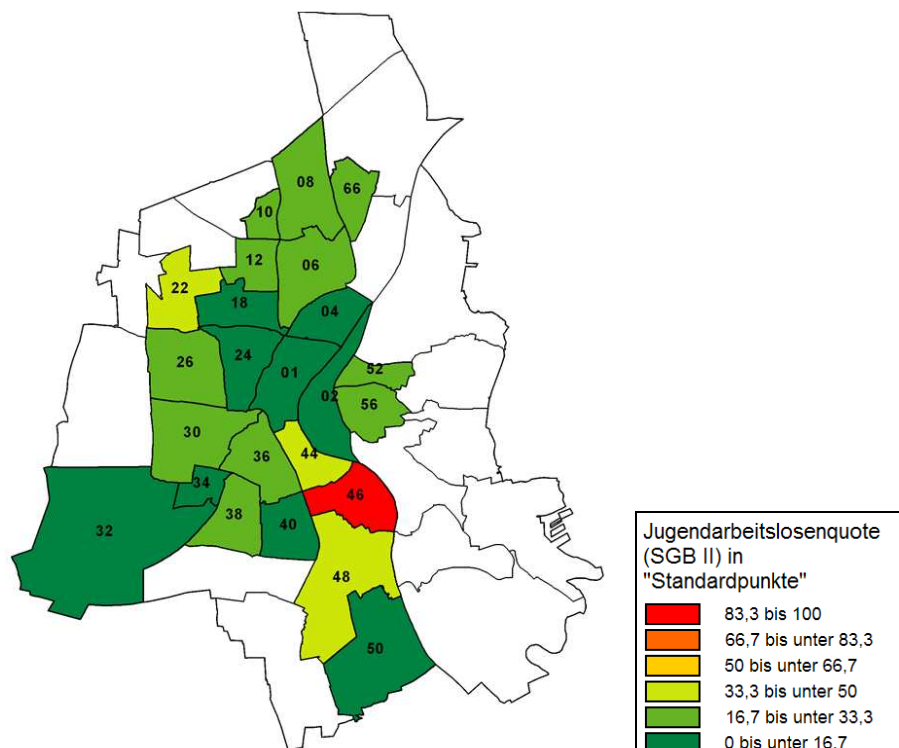 08
66
10
12
06
22
18
04
26
24
01
52
02
56
30
36
44
34
46
32
38
40
48
50
Jugendarbeitslosenquote
(SGB II) in
"Standardpunkte"
83,3 bis 100
66,7 bis unter 83,3
50 bis unter 66,7
33,3 bis unter 50
16,7 bis unter 33,3
0 bis unter 16,7